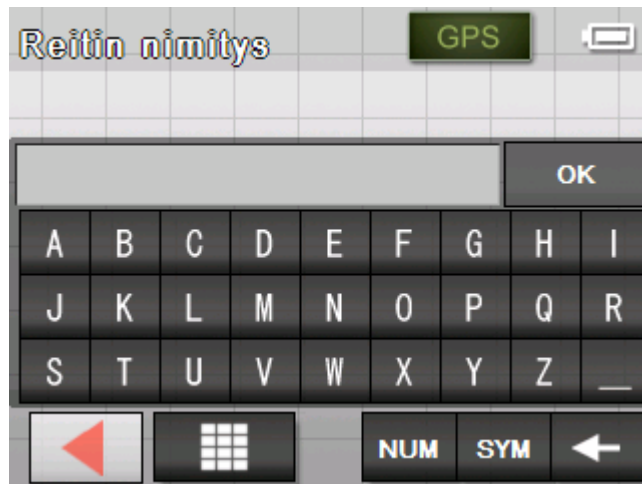 Reitin nimitys GPS
OK
A B C D E F G H I
J K L M N O P Q R
S T U V W X Y Z _
NUM SYM